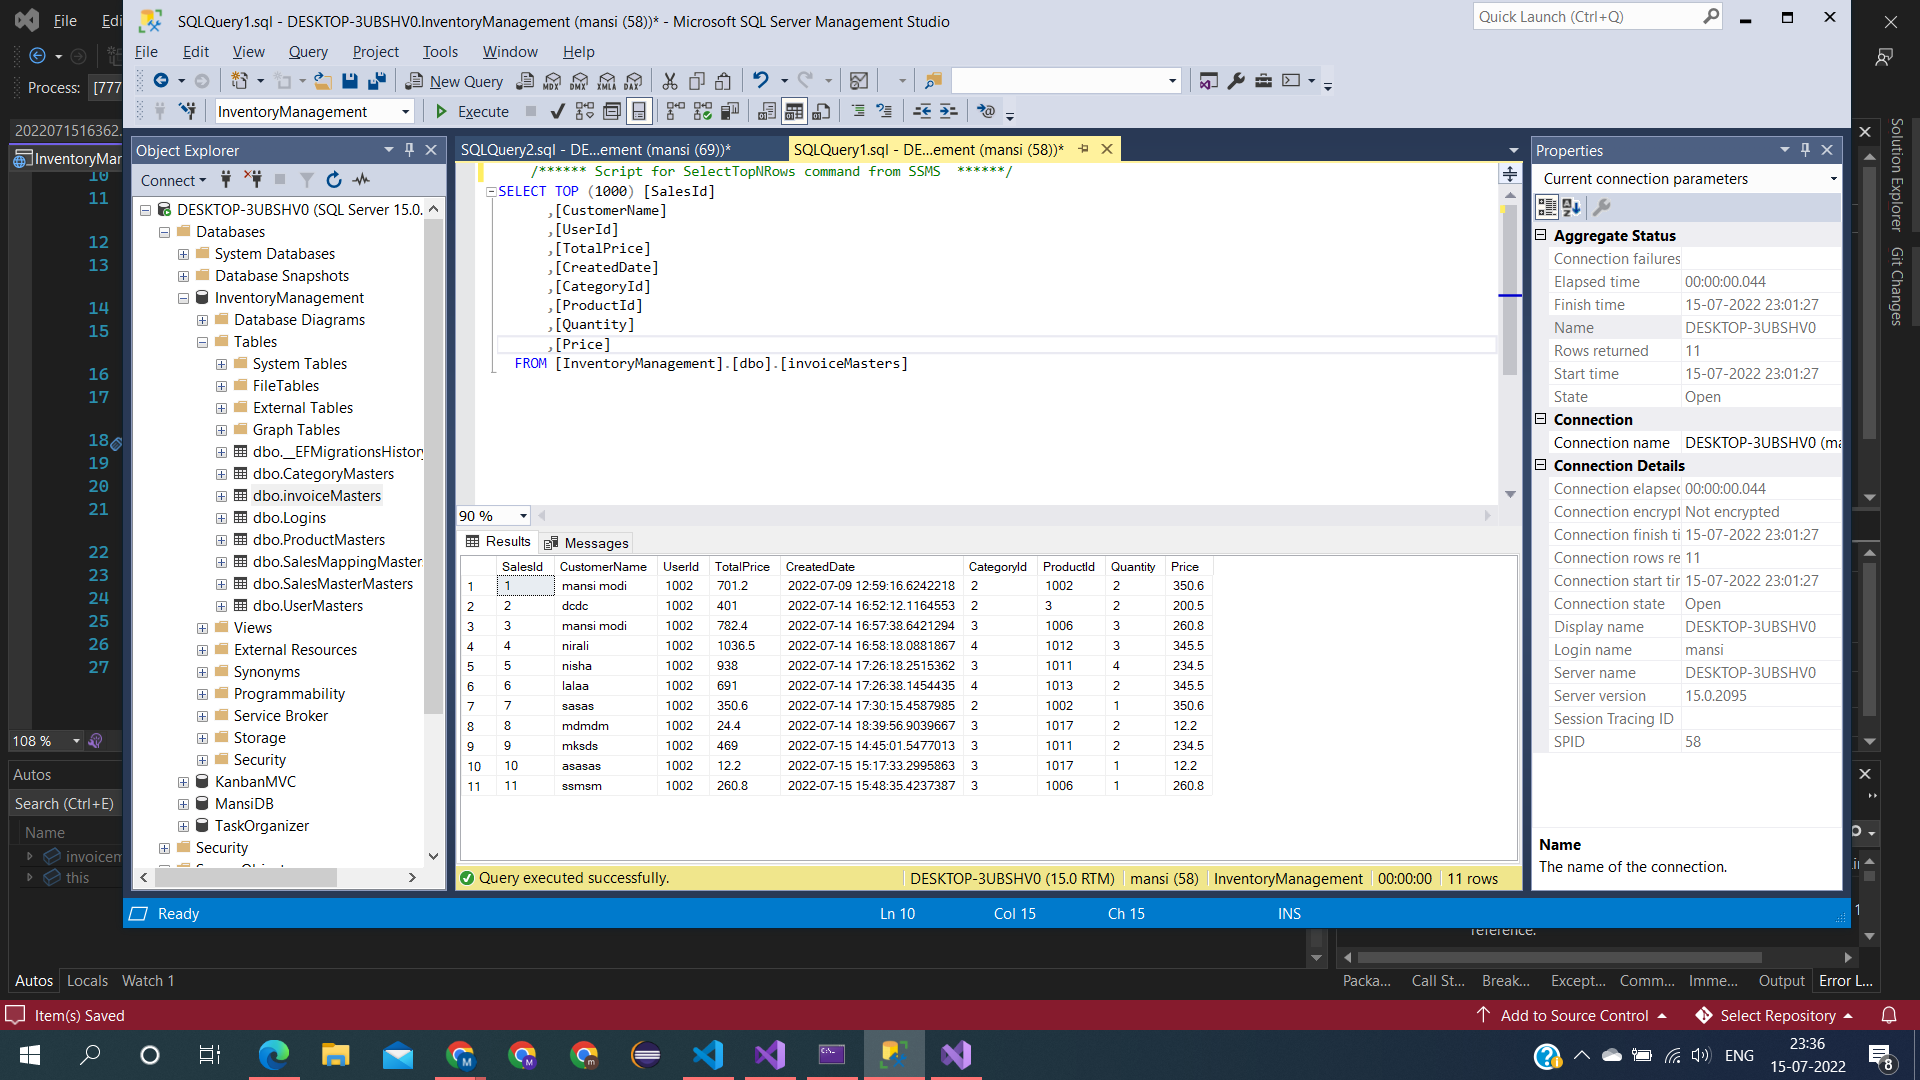 File
Edi
Process:
[777
2022071516362.
InventoryMar
10
11
12
13
14
15
16
17
18
19
20
21
22
23
24
25
26
27
108 %
Autos
Search (Ctrl+E)
Name
invoicem
this
Autos
Locals
Watch 1
SQLQuery1.sql - DESKTOP-3UBSHV0.InventoryManagement (mansi (58))* - Microsoft SQL Server Management Studio
Quick Launch (Ctrl+Q)
File Edit View Query Project Tools Window Help
New Query
MDX DMX XMLA DAX
InventoryManagement
Execute
Object Explorer
Connect
DESKTOP-3UBSHV0 (SQL Server 15.0.
Databases
System Databases
Database Snapshots
InventoryManagement
Database Diagrams
Tables
System Tables
FileTables
External Tables
Graph Tables
dbo.__EFMigrationsHistory
dbo.CategoryMasters
dbo.invoiceMasters
dbo.Logins
dbo.ProductMasters
dbo.SalesMappingMaster
dbo.SalesMasterMasters
dbo.UserMasters
Views
External Resources
Synonyms
Programmability
Service Broker
Storage
Security
KanbanMVC
MansiDB
TaskOrganizer
Security
SQLQuery2.sql - DE...ement (mansi (69))*
SQLQuery1.sql - DE...ement (mansi (58))*
/****** Script for SelectTopNRows command from SSMS  ******/
SELECT TOP (1000) [SalesId]
,[CustomerName]
,[UserId]
,[TotalPrice]
,[CreatedDate]
,[CategoryId]
,[ProductId]
,[Quantity]
,[Price]
FROM [InventoryManagement].[dbo].[invoiceMasters]
90 %
Results Messages
SalesId CustomerName UserId TotalPrice CreatedDate CategoryId ProductId Quantity Price
1 1 mansi modi 1002 701.2 2022-07-09 12:59:16.6242218 2 1002 2 350.6
2 2 dcdc 1002 401 2022-07-14 16:52:12.1164553 2 3 2 200.5
3 3 mansi modi 1002 782.4 2022-07-14 16:57:38.6421294 3 1006 3 260.8
4 4 nirali 1002 1036.5 2022-07-14 16:58:18.0881867 4 1012 3 345.5
5 5 nisha 1002 938 2022-07-14 17:26:18.2515362 3 1011 4 234.5
6 6 lalaa 1002 691 2022-07-14 17:26:38.1454435 4 1013 2 345.5
7 7 sasas 1002 350.6 2022-07-14 17:30:15.4587985 2 1002 1 350.6
8 8 mdmdm 1002 24.4 2022-07-14 18:39:56.9039667 3 1017 2 12.2
9 9 mksds 1002 469 2022-07-15 14:45:01.5477013 3 1011 2 234.5
10 10 asasas 1002 12.2 2022-07-15 15:17:33.2995863 3 1017 1 12.2
11 11 ssmsm 1002 260.8 2022-07-15 15:48:35.4237387 3 1006 1 260.8
Query executed successfully.
DESKTOP-3UBSHV0 (15.0 RTM) mansi (58) InventoryManagement 00:00:00 11 rows
Ready
Ln 10 Col 15 Ch 15 INS
Properties
Current connection parameters
Aggregate Status
Connection failures
Elapsed time 00:00:00.044
Finish time 15-07-2022 23:01:27
Name DESKTOP-3UBSHV0
Rows returned 11
Start time 15-07-2022 23:01:27
State Open
Connection
Connection name DESKTOP-3UBSHV0 (ma
Connection Details
Connection elapsed 00:00:00.044
Connection encrypt Not encrypted
Connection finish ti 15-07-2022 23:01:27
Connection rows re 11
Connection start tir 15-07-2022 23:01:27
Connection state Open
Display name DESKTOP-3UBSHV0
Login name mansi
Server name DESKTOP-3UBSHV0
Server version 15.0.2095
Session Tracing ID
SPID 58
Name
The name of the connection.
Solution Explorer
Git Changes
reference.
Packa... Call St... Break... Except... Comm... Imme... Output Error L...
Item(s) Saved
Add to Source Control
Select Repository
ENG
23:36
15-07-2022
8